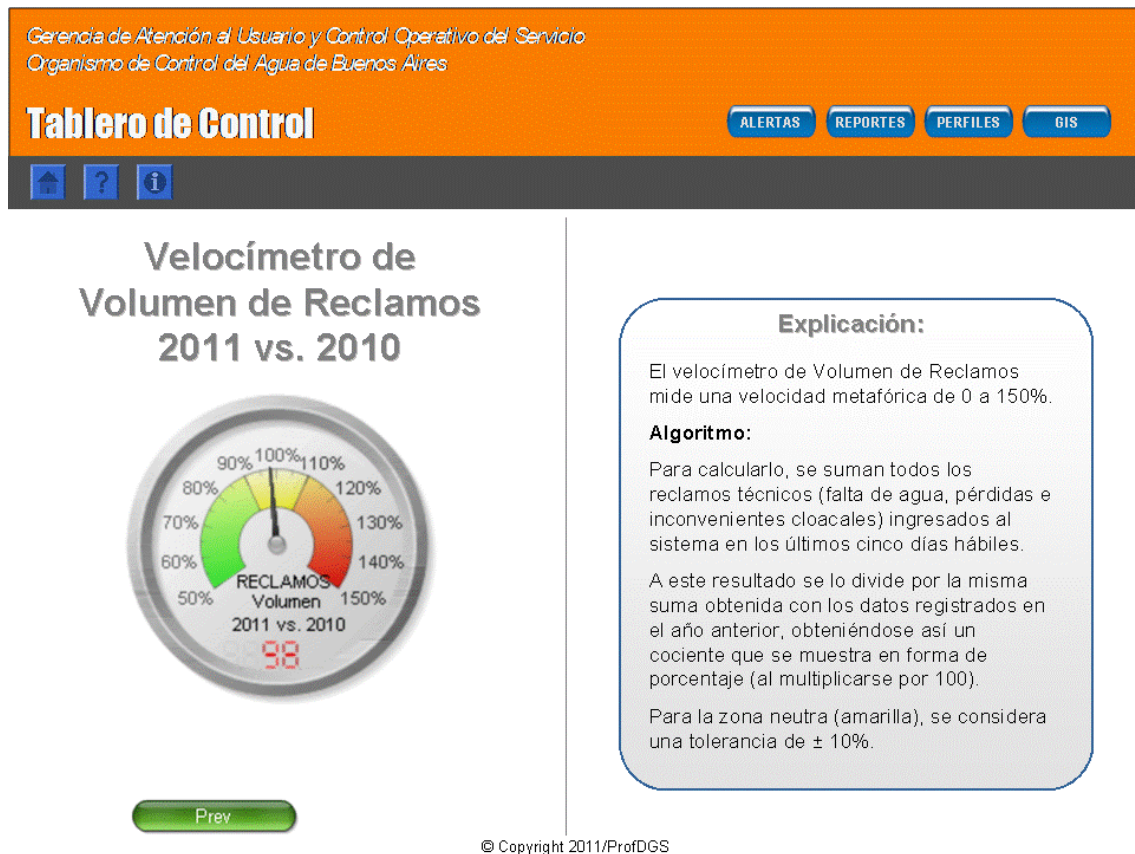 Gerencia de Atención al Usuario y Control Operativo del Servicio
Organismo de Control del Agua de Buenos Aires
Tablero de Control
ALERTAS
REPORTES
PERFILES
GIS
Velocímetro de
Volumen de Reclamos
2011 vs. 2010
50%
60%
70%
80%
90%
100%
110%
120%
130%
140%
150%
RECLAMOS
Volumen
2011 vs. 2010
98
Prev
Explicación:
El velocímetro de Volumen de Reclamos
mide una velocidad metafórica de 0 a 150%.
Algoritmo:
Para calcularlo, se suman todos los
reclamos técnicos (falta de agua, pérdidas e
inconvenientes cloacales) ingresados al
sistema en los últimos cinco días hábiles.
A este resultado se lo divide por la misma
suma obtenida con los datos registrados en
el año anterior, obteniéndose así un
cociente que se muestra en forma de
porcentaje (al multiplicarse por 100).
Para la zona neutra (amarilla), se considera
una tolerancia de ± 10%.
© Copyright 2011/ProfDGS